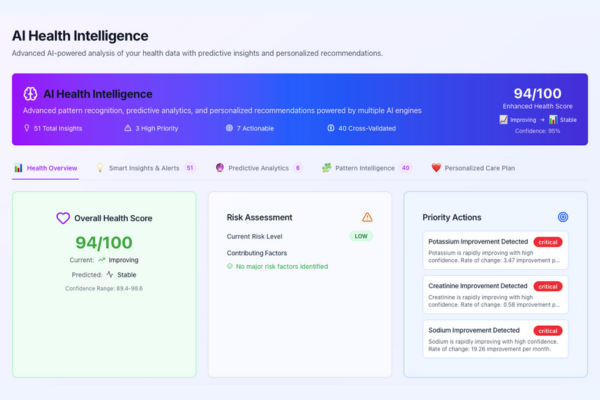 AI Health Intelligence
Advanced AI-powered analysis of your health data with predictive insights and personalized recommendations.
AI Health Intelligence
Advanced pattern recognition, predictive analytics, and personalized recommendations powered by multiple AI engines
51 Total Insights
3 High Priority
7 Actionable
40 Cross-Validated
94/100
Enhanced Health Score
Improving → Stable
Confidence: 95%
Health Overview
Smart Insights & Alerts 51
Predictive Analytics 6
Pattern Intelligence 40
Personalized Care Plan
Overall Health Score
94/100
Current: Improving
Predicted: Stable
Confidence Range: 89.4-98.6
Risk Assessment
Current Risk Level LOW
Contributing Factors
No major risk factors identified
Priority Actions
Potassium Improvement Detected critical
Potassium is rapidly improving with high
confidence. Rate of change: 3.47 improvement p...
Creatinine Improvement Detected critical
Creatinine is rapidly improving with high
confidence. Rate of change: 0.58 improvement p...
Sodium Improvement Detected critical
Sodium is rapidly improving with high confidence.
Rate of change: 19.26 improvement per month.